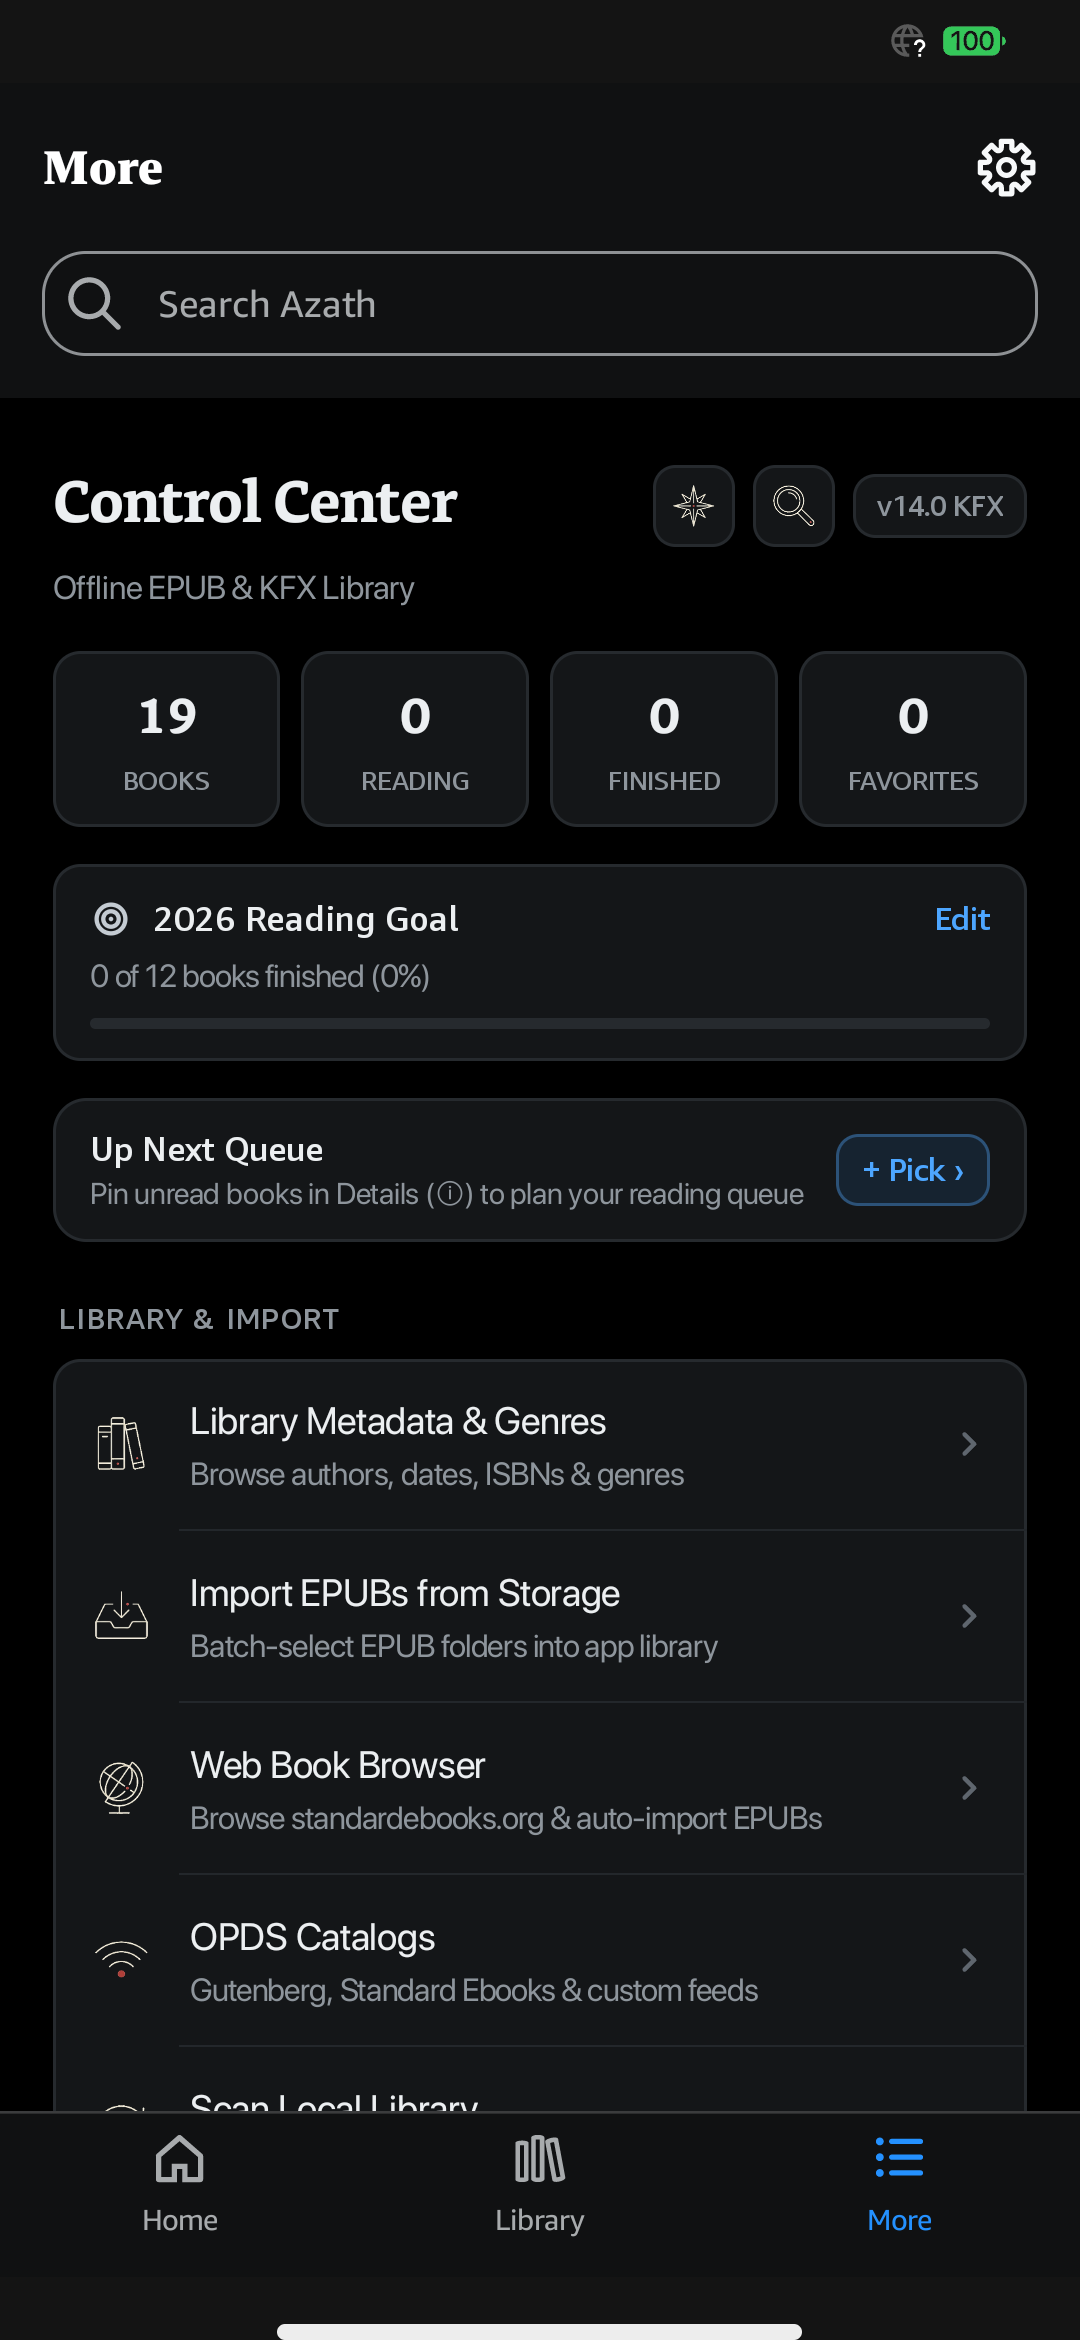 100
More
Search Azath
Control Center
v14.0 KFX
Offline EPUB & KFX Library
19
BOOKS
0
READING
0
FINISHED
0
FAVORITES
2026 Reading Goal
Edit
0 of 12 books finished (0%)
Up Next Queue
Pin unread books in Details (ⓘ) to plan your reading queue
+ Pick ›
LIBRARY & IMPORT
Library Metadata & Genres
Browse authors, dates, ISBNs & genres
Import EPUBs from Storage
Batch-select EPUB folders into app library
Web Book Browser
Browse standardebooks.org & auto-import EPUBs
OPDS Catalogs
Gutenberg, Standard Ebooks & custom feeds
Scan Local Library
Home
Library
More